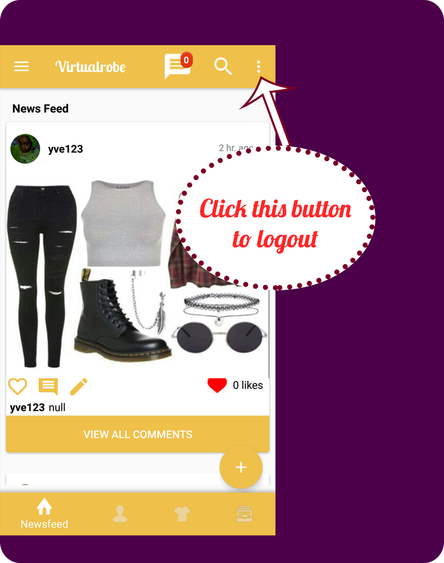 Virtualrobe
0
News Feed
yve123
2 hr. ago
Click this button
to logout
0 likes
yve123 null
VIEW ALL COMMENTS
+
Newsfeed